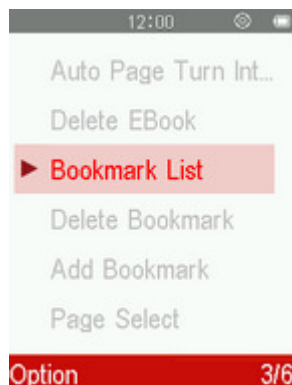 12:00
Auto Page Turn Int...
Delete EBook
Bookmark List
Delete Bookmark
Add Bookmark
Page Select
Option 3/6